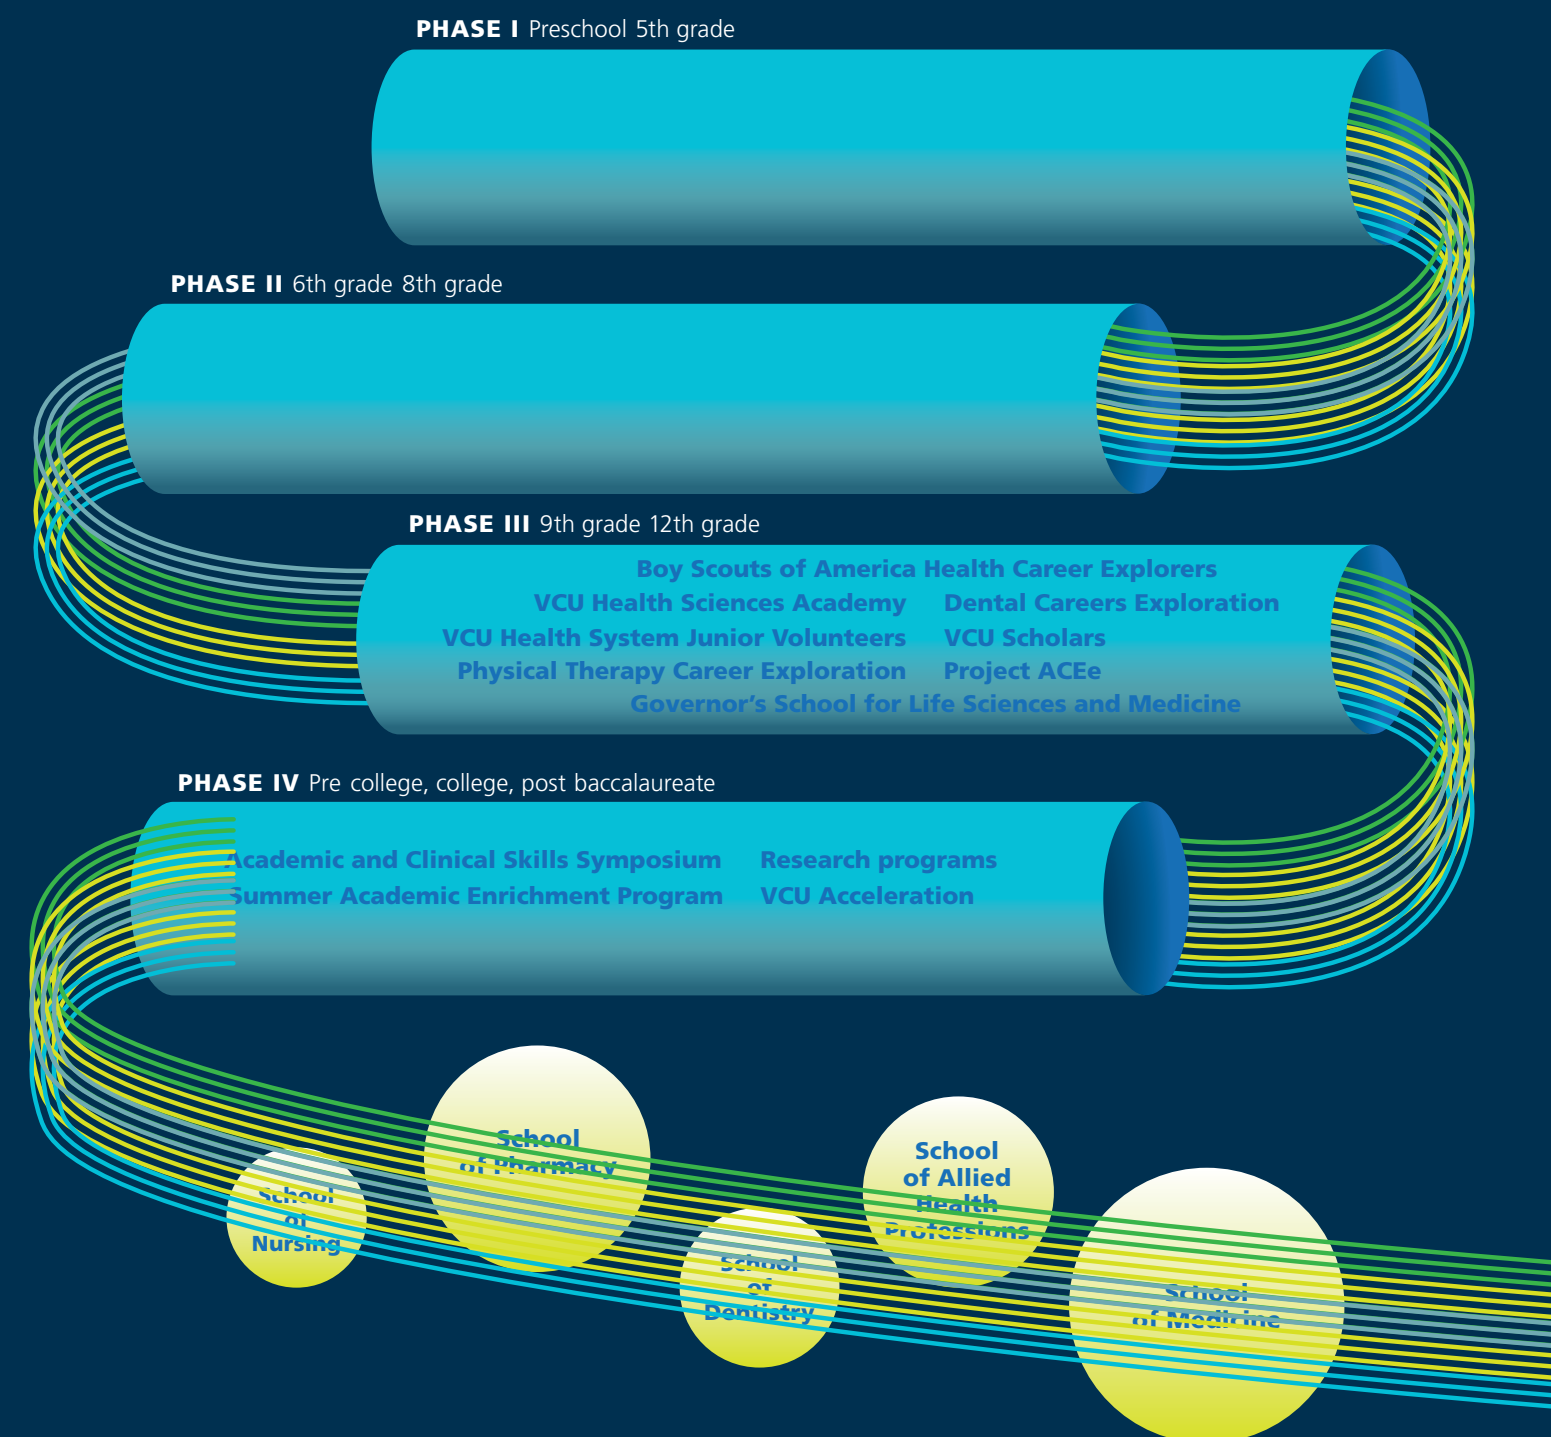 PHASE I Preschool 5th grade
PHASE II 6th grade 8th grade
PHASE III 9th grade 12th grade
Boy Scouts of America Health Career Explorers
VCU Health Sciences Academy Dental Careers Exploration
VCU Health System Junior Volunteers VCU Scholars
Physical Therapy Career Exploration Project ACEe
Governor’s School for Life Sciences and Medicine
PHASE IV Pre college, college, post baccalaureate
Academic and Clinical Skills Symposium Research programs
Summer Academic Enrichment Program VCU Acceleration
School
of
Nursing
School
of Pharmacy
School
of
Dentistry
School
of Allied
Health
Professions
School
of Medicine